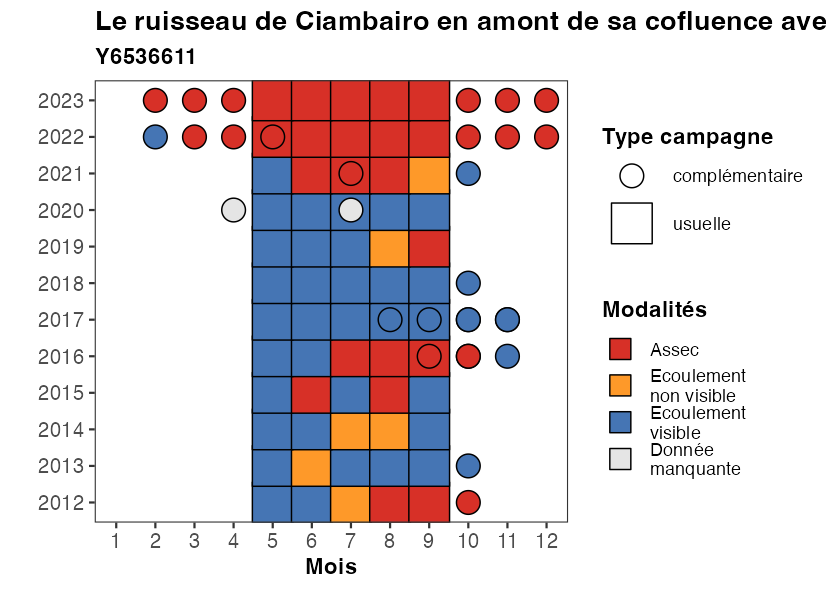 Le ruisseau de Ciambairo en amont de sa cofluence ave
Y6536611
2023
2022
2021
2020
2019
2018
2017
2016
2015
2014
2013
2012
1 2 3 4 5 6 7 8 9 10 11 12
Mois
Type campagne
complémentaire
usuelle
Modalités
Assec
Ecoulement
non visible
Ecoulement
visible
Donnée
manquante